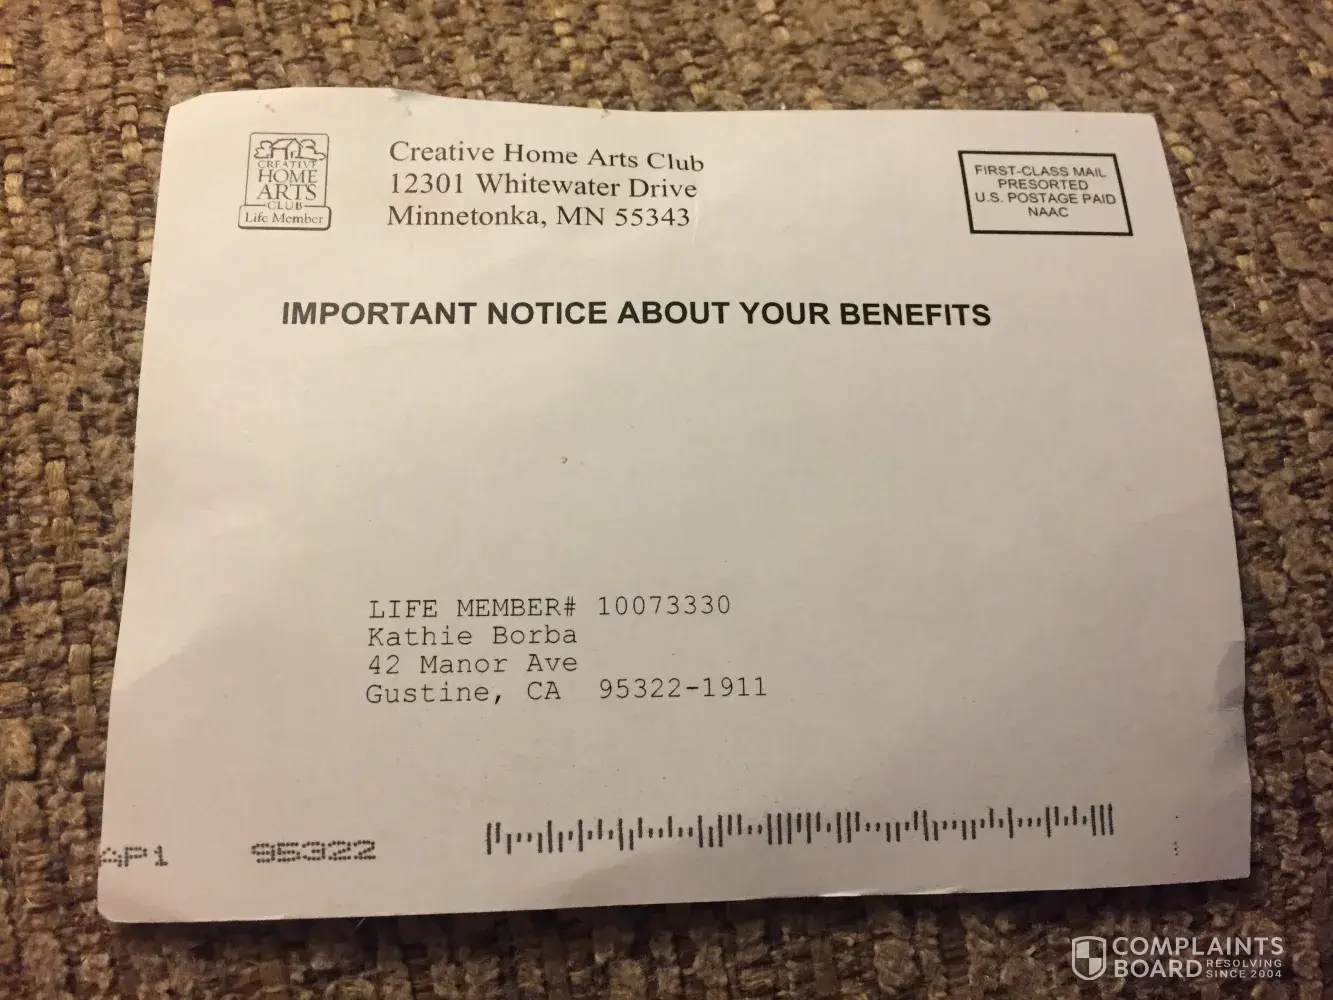 CREATIVE
HOME
ARTS
CLUB
Life Member
Creative Home Arts Club
12301 Whitewater Drive
Minnetonka, MN 55343
FIRST-CLASS MAIL
PRESORTED
U.S. POSTAGE PAID
NAAC
IMPORTANT NOTICE ABOUT YOUR BENEFITS
LIFE MEMBER# 10073330
Kathie Borba
42 Manor Ave
Gustine, CA 95322-1911
AP1 95322
COMPLAINTS
BOARD RESOLVING
SINCE 2004